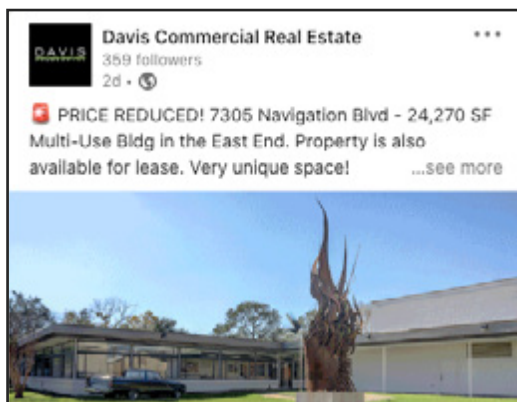 DAVIS
Davis Commercial Real Estate
359 followers
2d •
PRICE REDUCED! 7305 Navigation Blvd - 24,270 SF
Multi-Use Bldg in the East End. Property is also
available for lease. Very unique space! ...see more